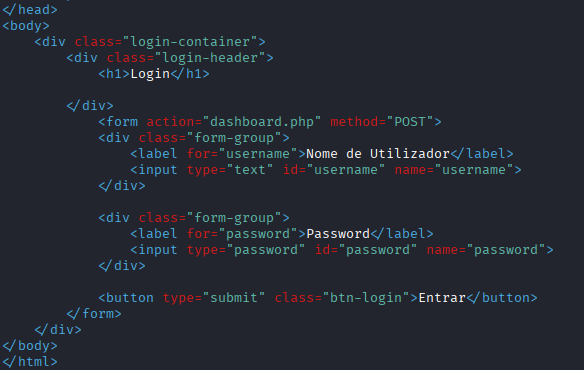 </head>
<body>
    <div class="login-container">
        <div class="login-header">
            <h1>Login</h1>

        </div>
            <form action="dashboard.php" method="POST">
            <div class="form-group">
                <label for="username">Nome de Utilizador</label>
                <input type="text" id="username" name="username">
            </div>

            <div class="form-group">
                <label for="password">Password</label>
                <input type="password" id="password" name="password">
            </div>

            <button type="submit" class="btn-login">Entrar</button>
        </form>
    </div>
</body>
</html>